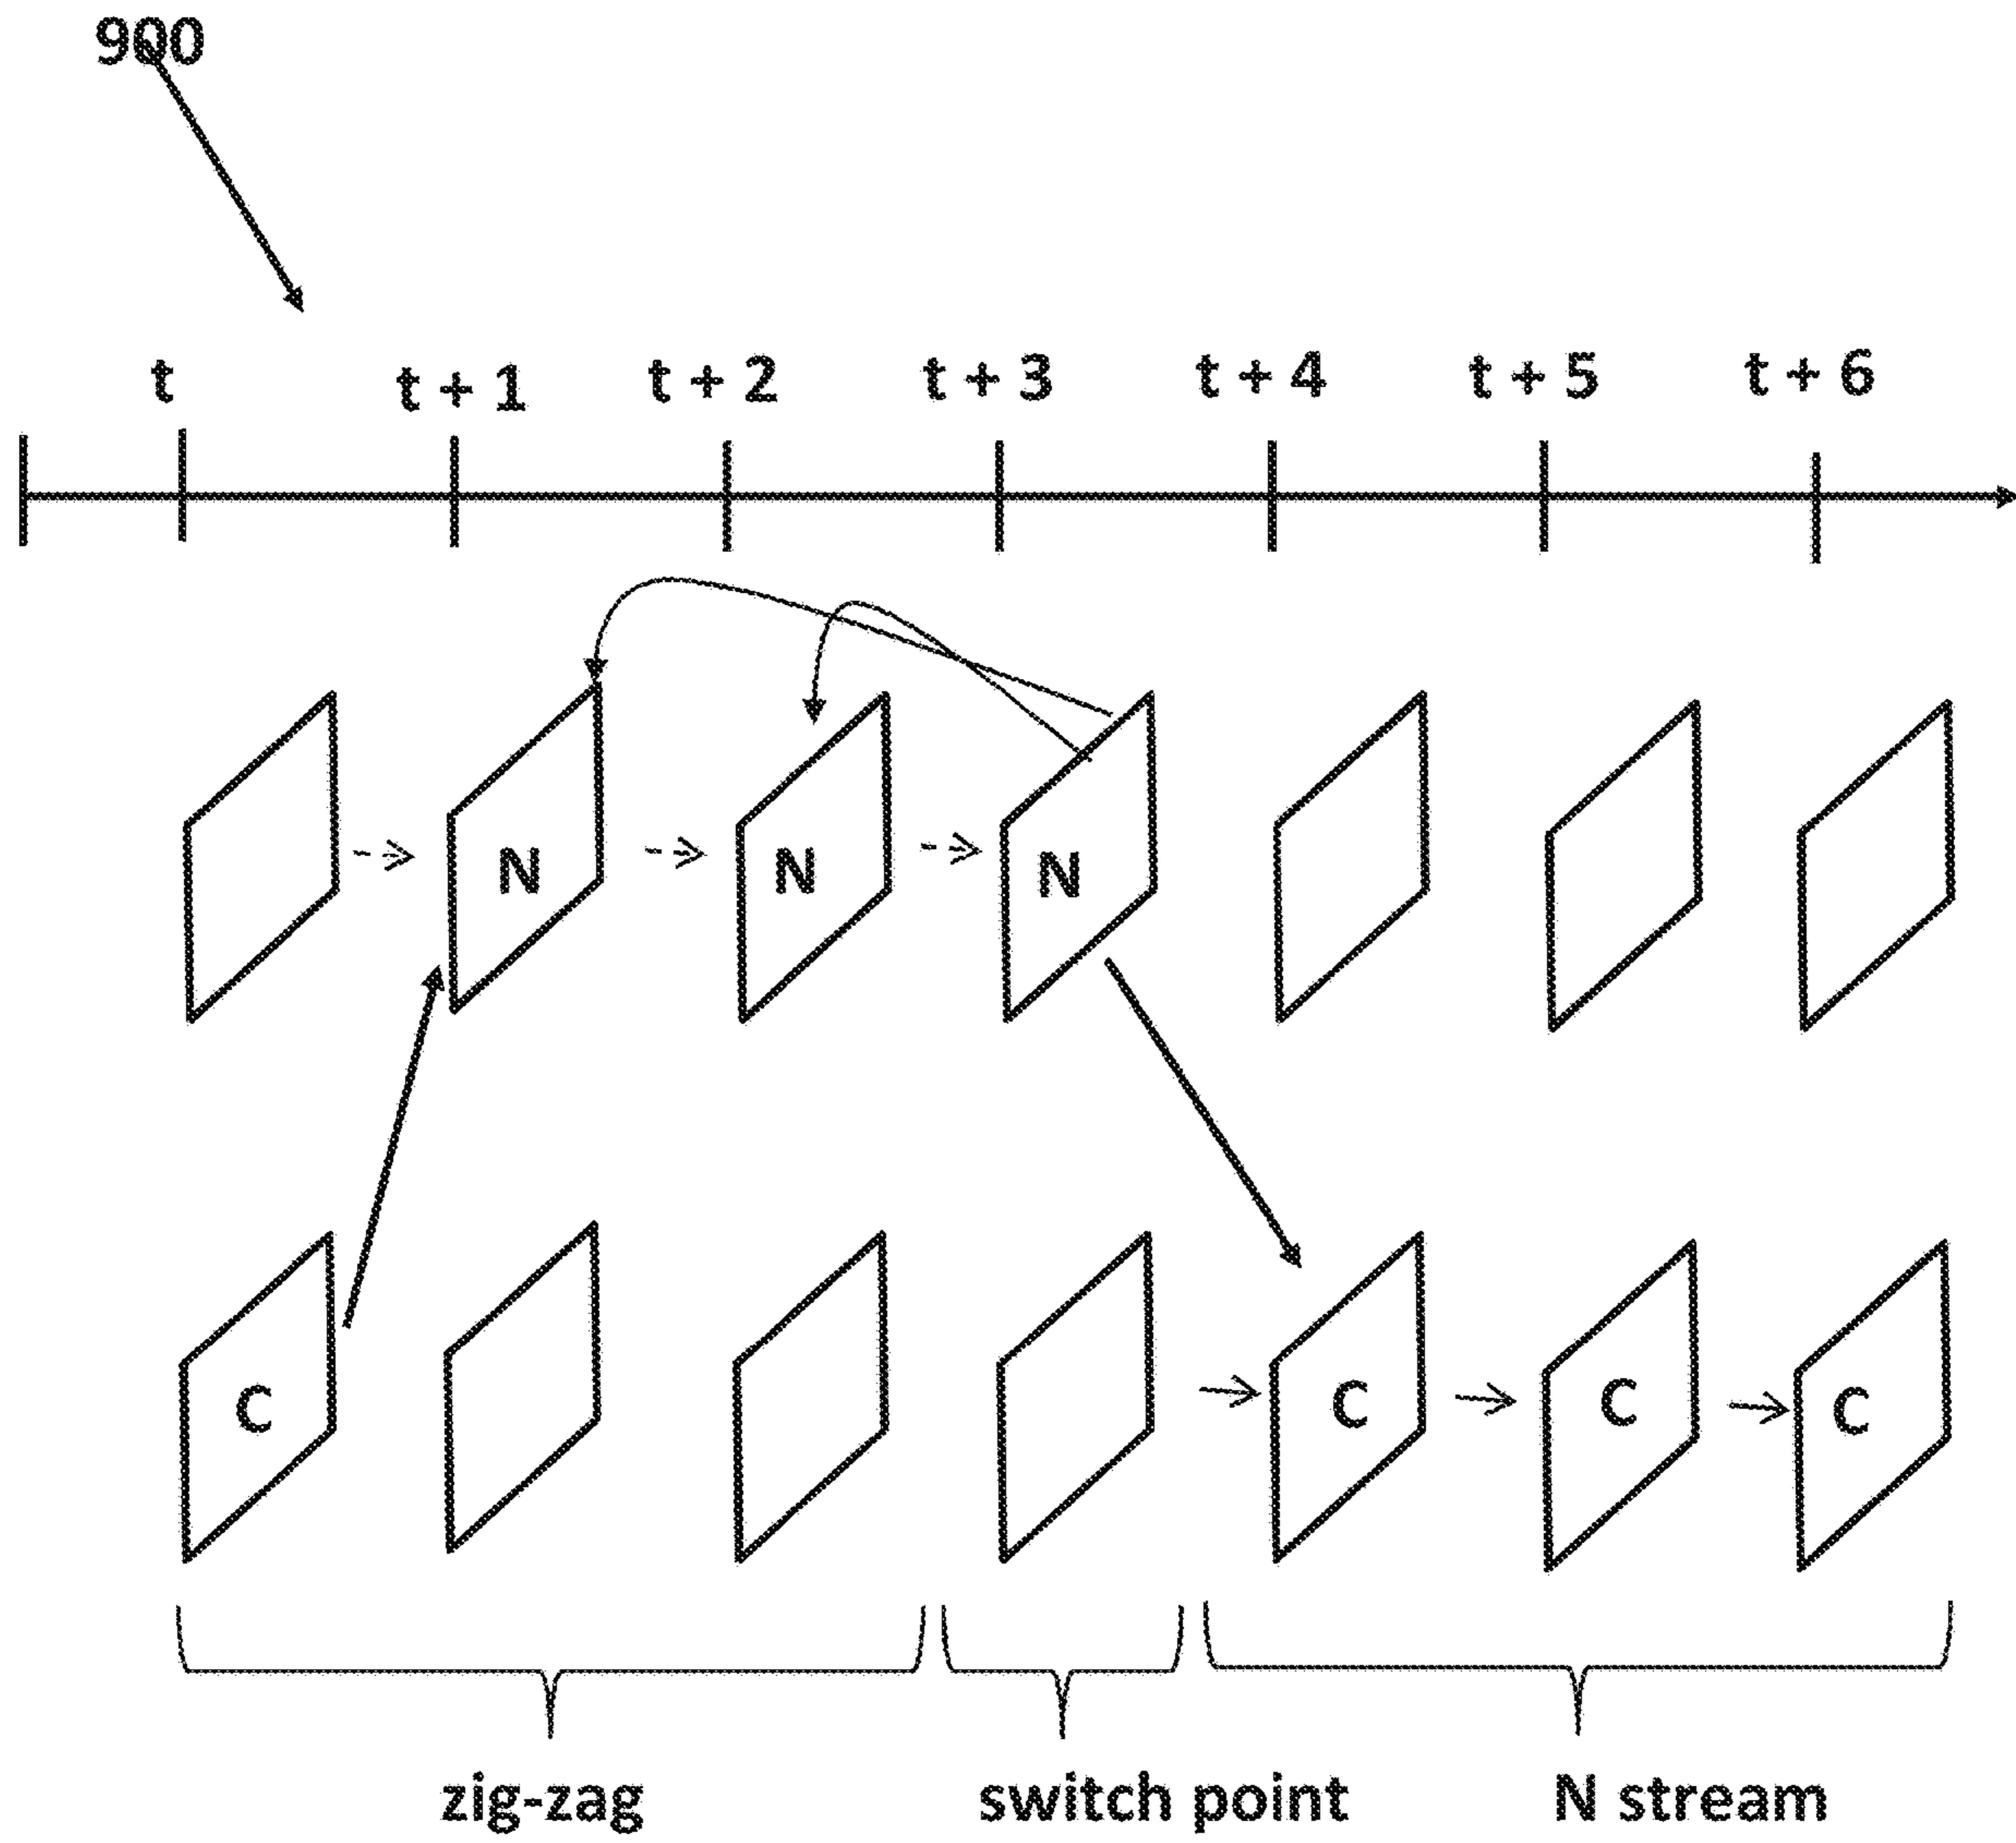 900
t t + 1 t + 2 t + 3 t + 4 t + 5 t + 6
N N N
C C C C
zig-zag switch point N stream